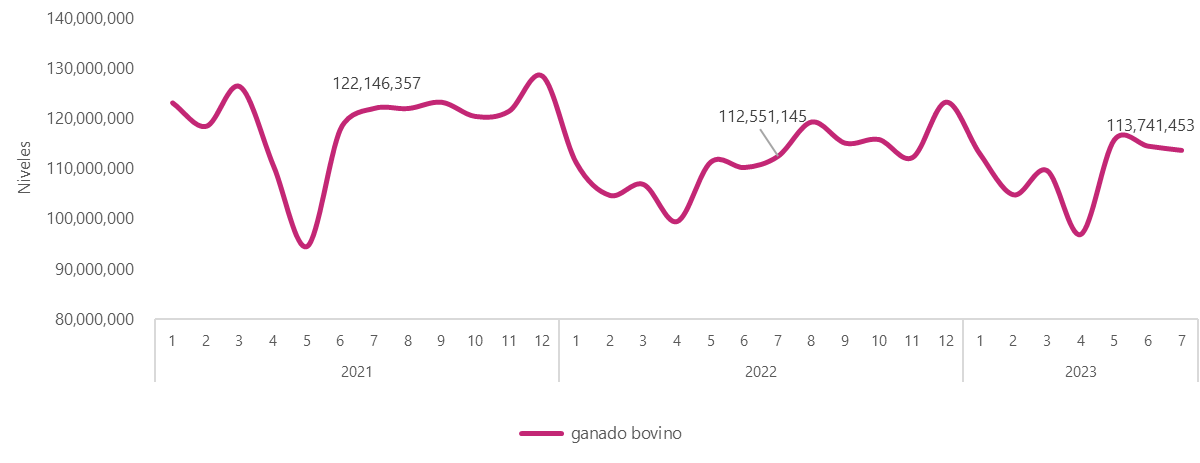 140,000,000
130,000,000
122,146,357
120,000,000
112,551,145
113,741,453
110,000,000
100,000,000
90,000,000
80,000,000
Niveles
1 2 3 4 5 6 7 8 9 10 11 12 1 2 3 4 5 6 7 8 9 10 11 12 1 2 3 4 5 6 7
2021 2022 2023
ganado bovino